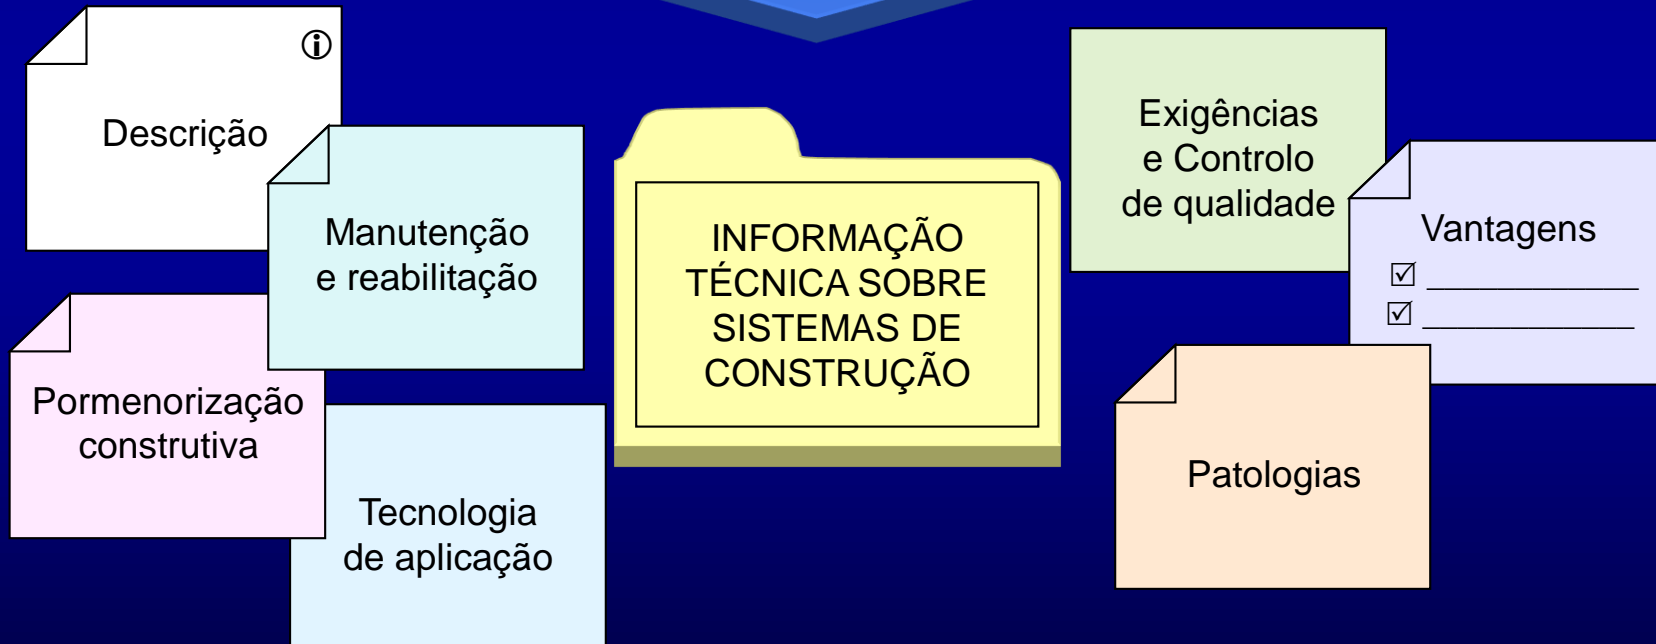 Descrição
Manutenção
e reabilitação
Pormenorização
construtiva
Tecnologia
de aplicação
INFORMAÇÃO
TÉCNICA SOBRE
SISTEMAS DE
CONSTRUÇÃO
Exigências
e Controlo
de qualidade
Vantagens
Patologias